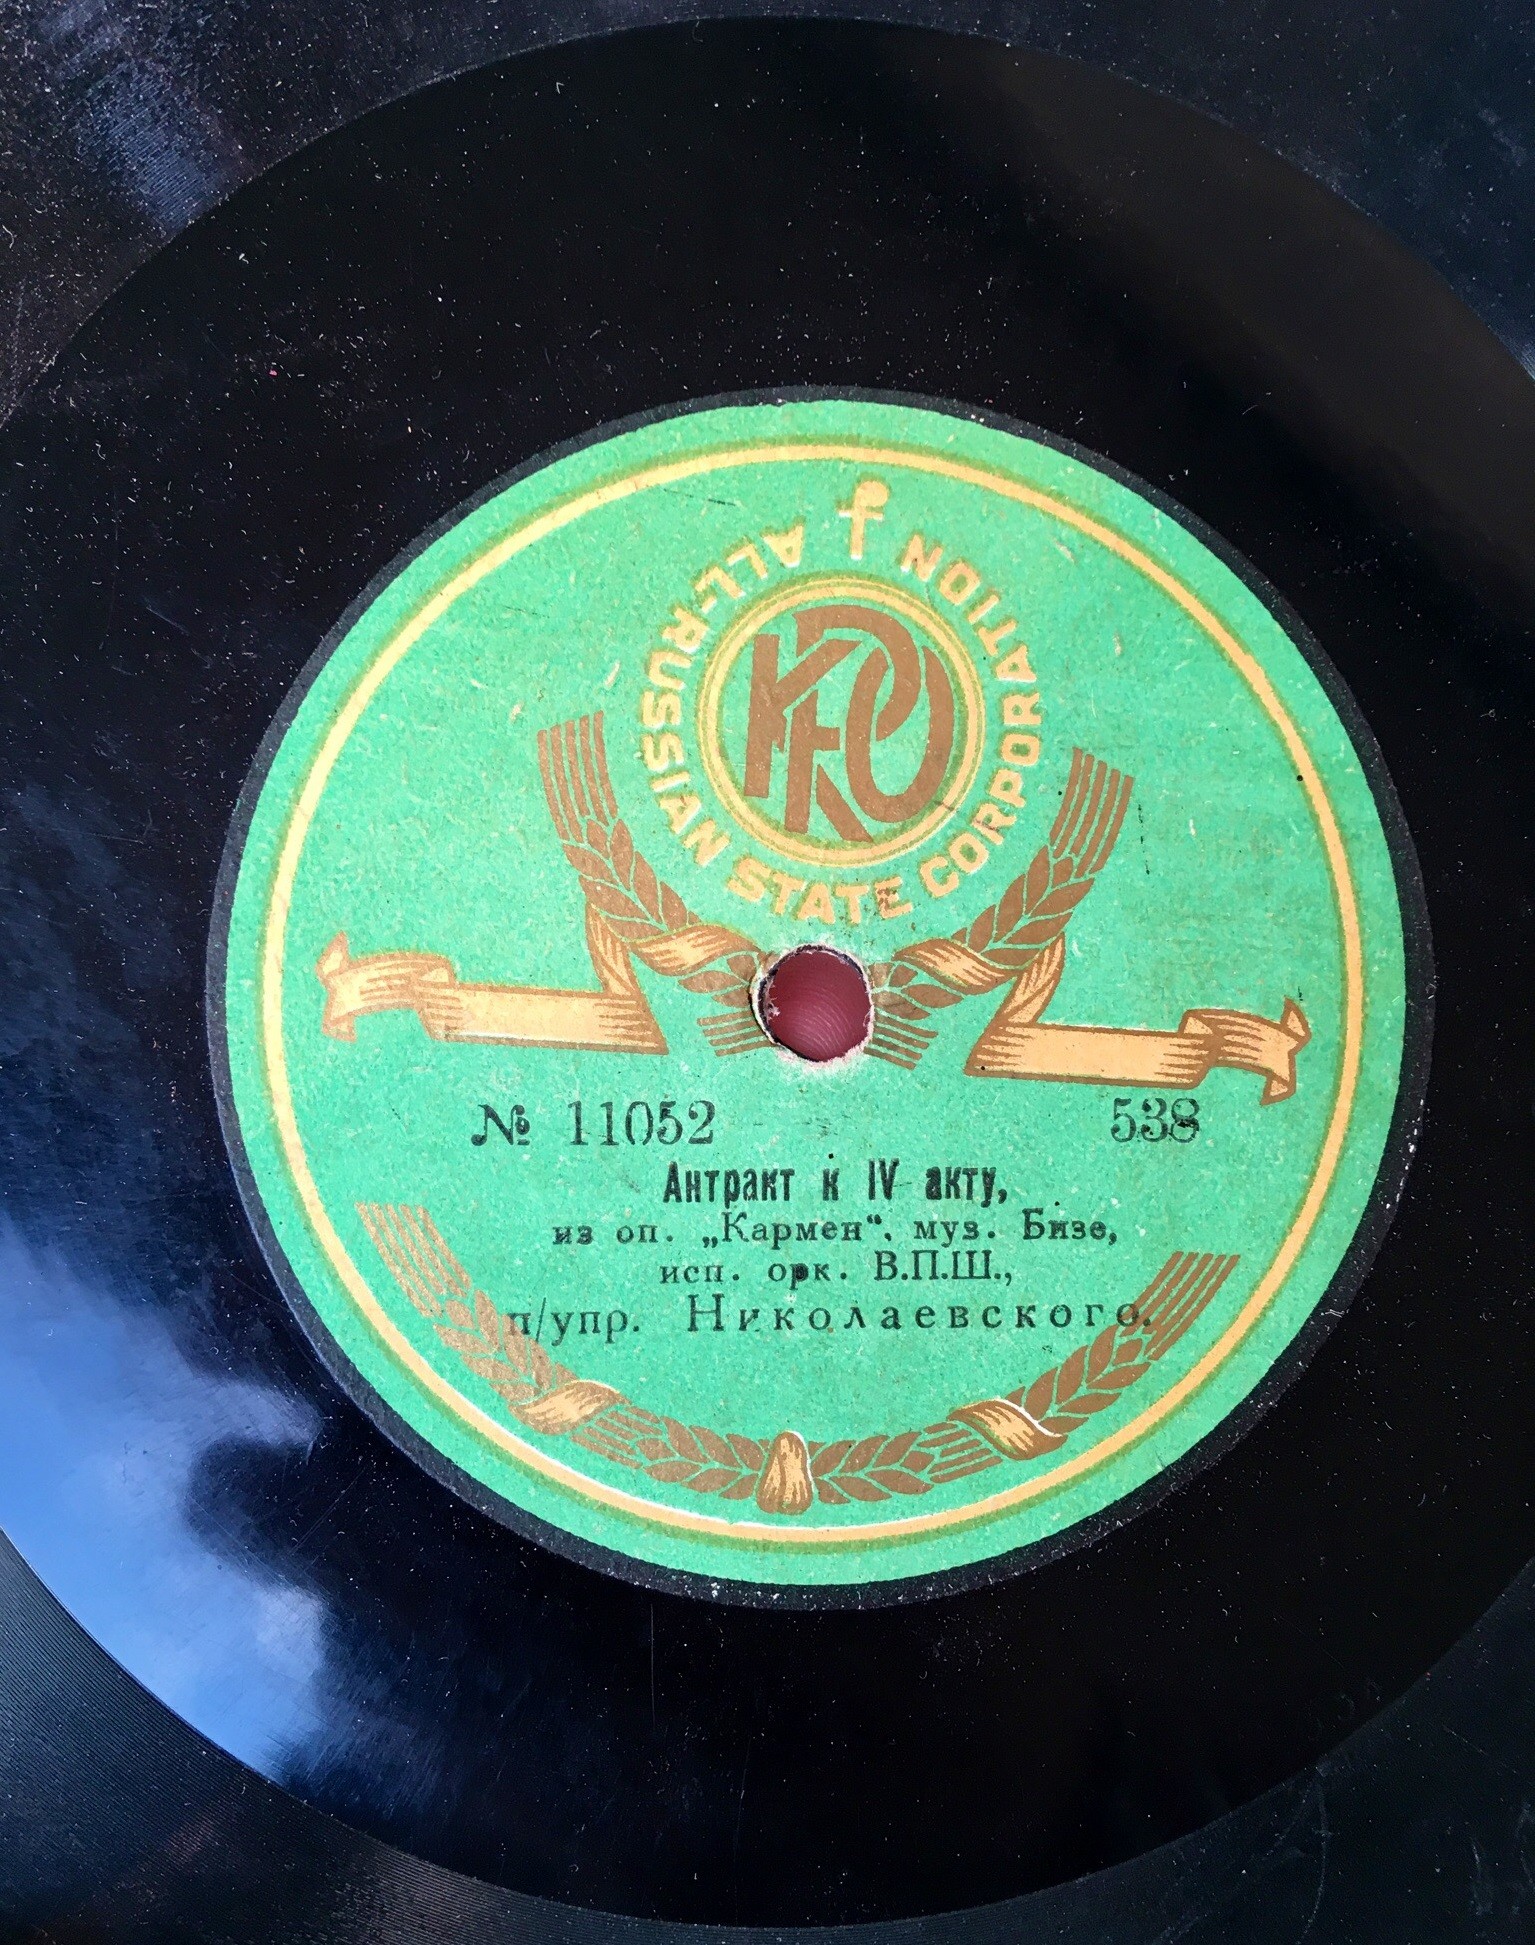 ALL-RUSSIAN STATE CORPORATION
№ 11052 538
Антракт к IV акту,
из оп. „Кармен“, муз. Бизе,
исп. орк. В.П.Ш.,
п/упр. Николаевского.